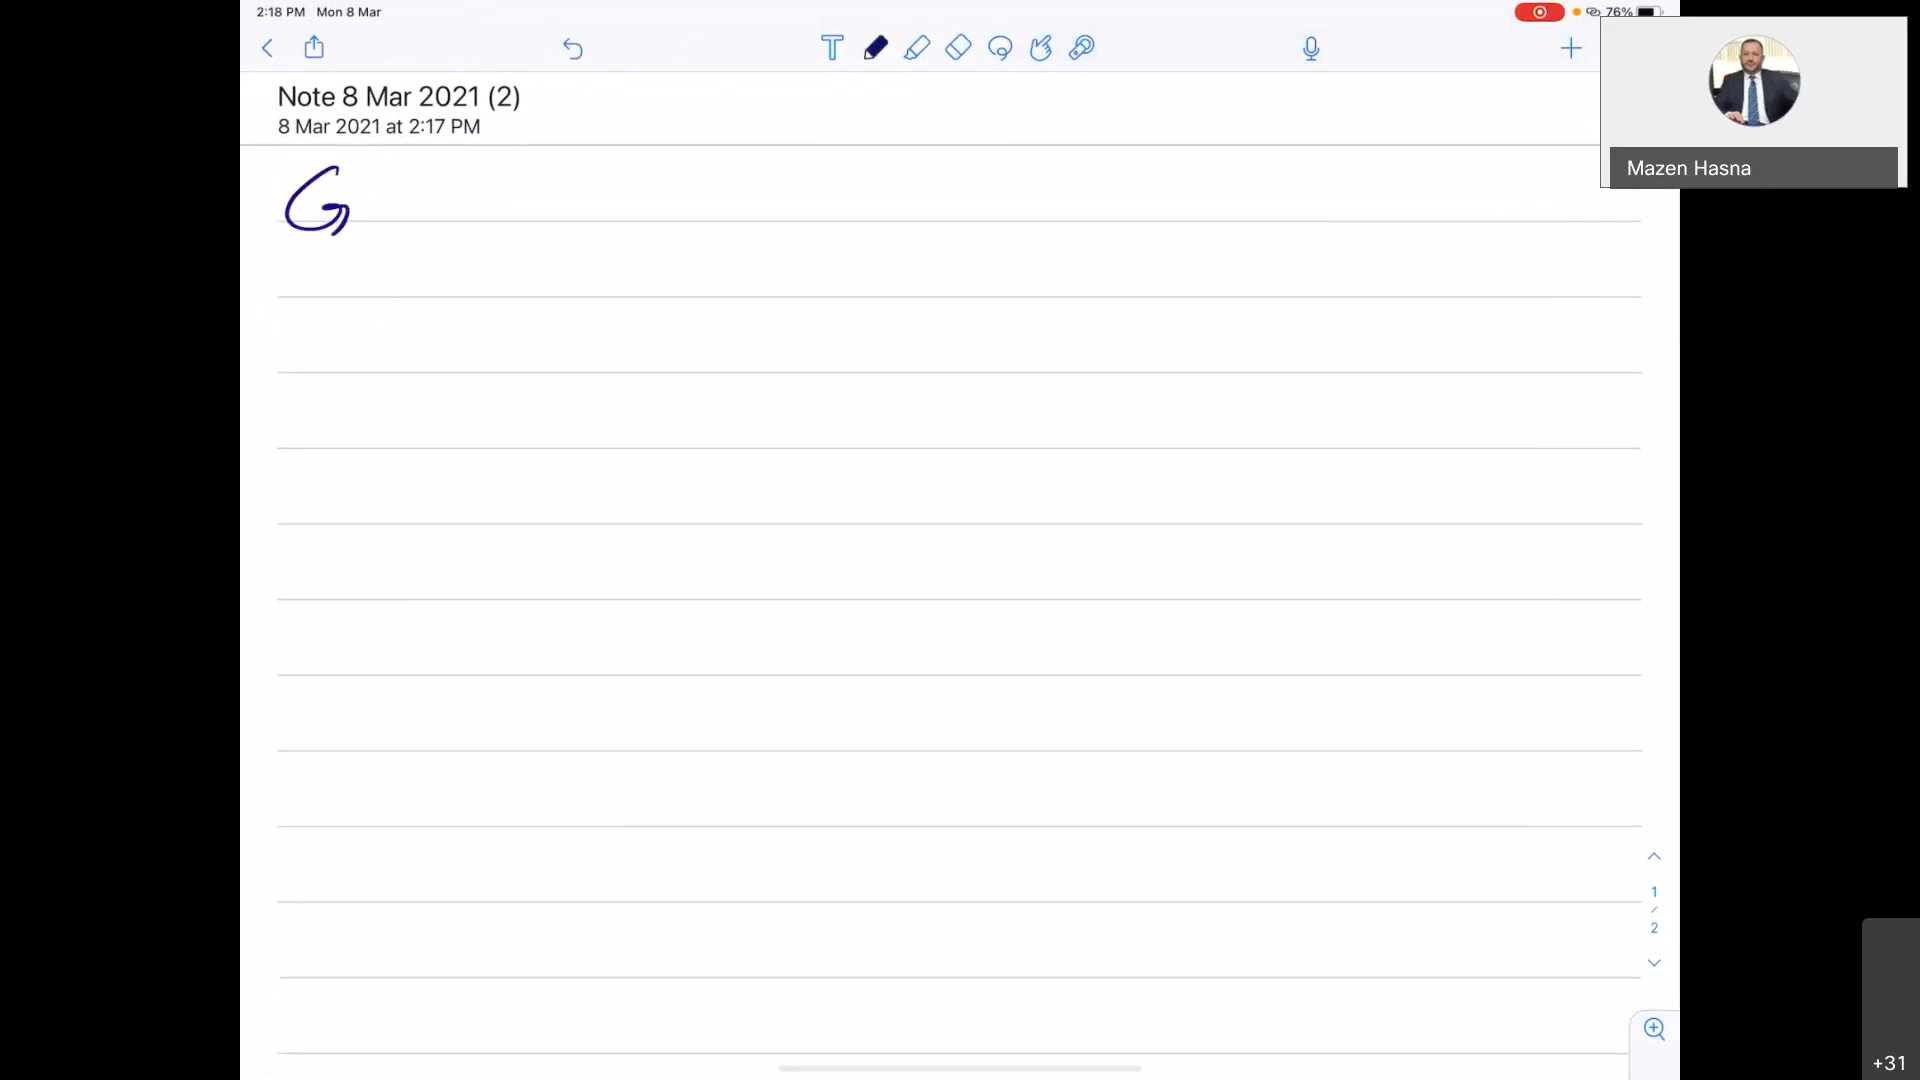 2:18 PM Mon 8 Mar
76%
Note 8 Mar 2021 (2)
8 Mar 2021 at 2:17 PM
Mazen Hasna
G
1
/
2
+31